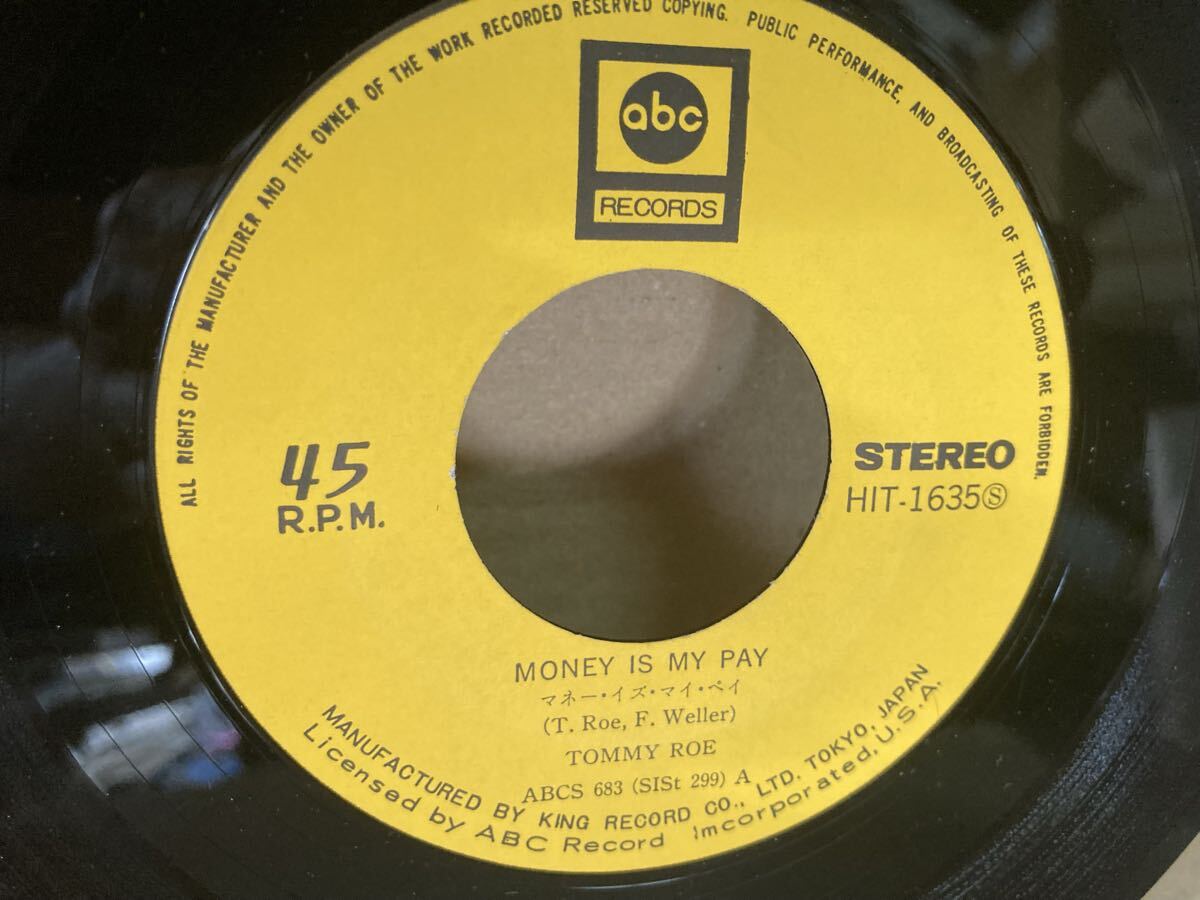 ALL RIGHTS OF THE MANUFACTURER AND THE OWNER OF THE WORK RECORDED RESERVED COPYING. PUBLIC PERFORMANCE, AND BROADCASTING OF THESE RECORDS ARE FORBIDDEN.
abc
RECORDS
45
R.P.M.
STEREO
HIT-1635Ⓢ
MONEY IS MY PAY
マネー・イズ・マイ・ペイ
(T. Roe, F. Weller)
TOMMY ROE
ABCS 683 (SISt 299) A
MANUFACTURED BY KING RECORD CO., LTD. TOKYO, JAPAN
Licensed by ABC Record Imcorporated, U.S.A.